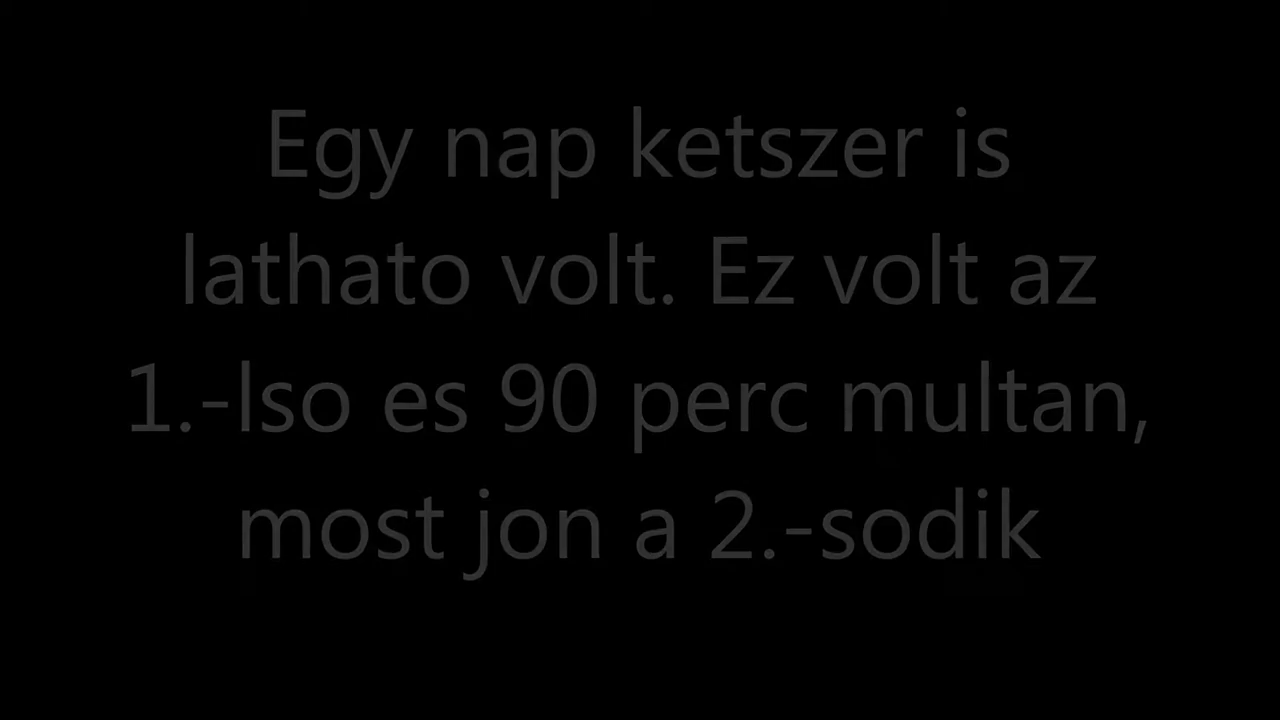 Egy nap ketszer is
lathato volt. Ez volt az
1.-lso es 90 perc multan,
most jon a 2.-sodik